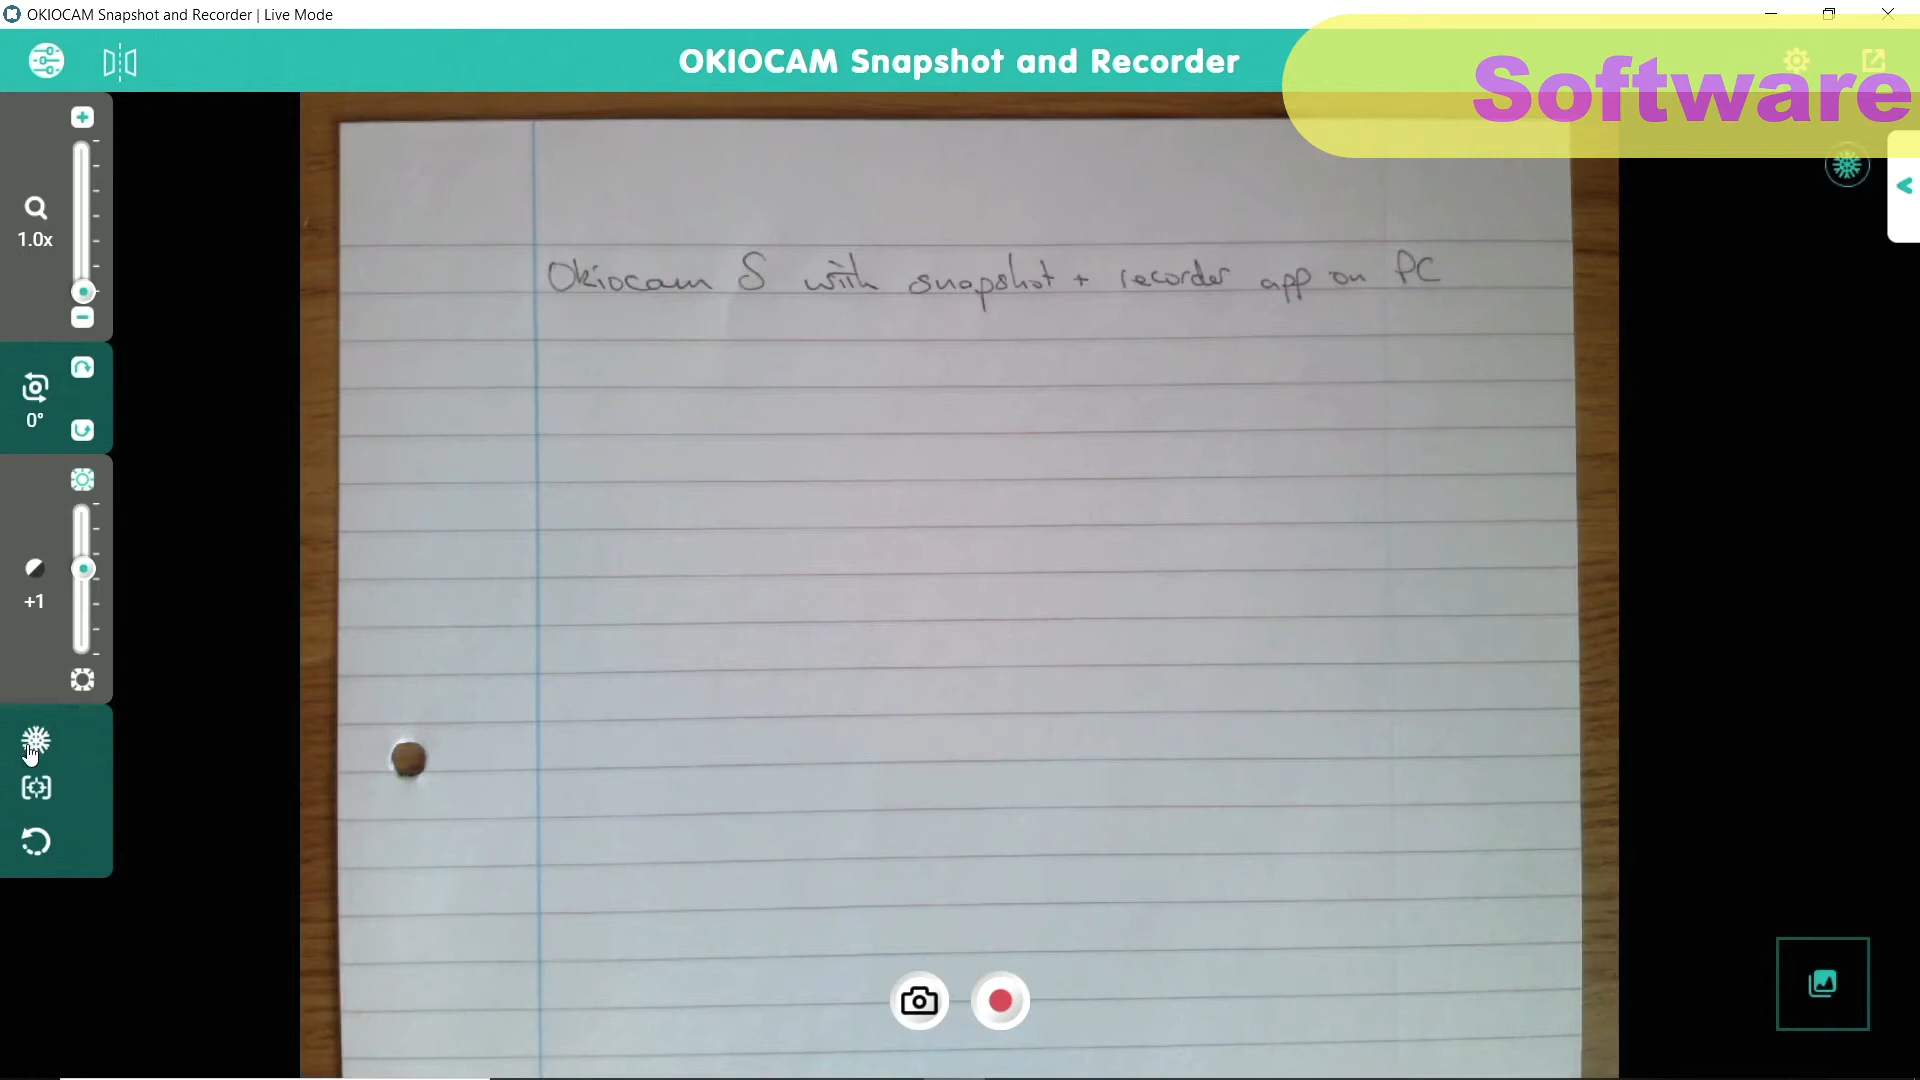 OKIOCAM Snapshot and Recorder | Live Mode
OKIOCAM Snapshot and Recorder
Software
1.0x
0°
+1
Okiocam S with snapshot + recorder app on PC